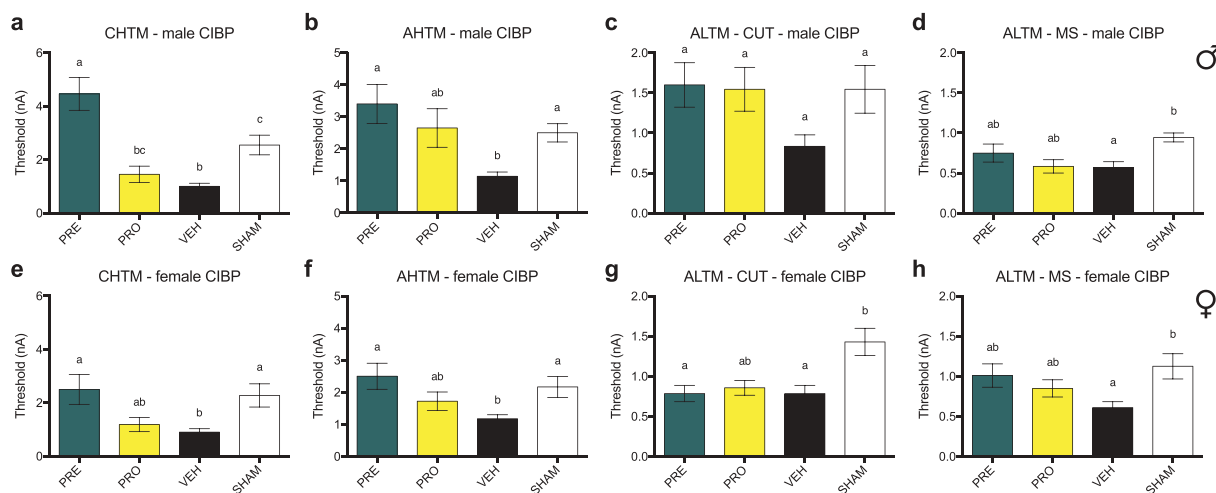 a
CHTM - male CIBP
Threshold (nA)
6
4
2
0
a
bc
b
c
PRE
PRO
VEH
SHAM
b
AHTM - male CIBP
Threshold (nA)
5
4
3
2
1
0
a
ab
b
a
PRE
PRO
VEH
SHAM
c
ALTM - CUT - male CIBP
Threshold (nA)
2.0
1.5
1.0
0.5
0.0
a
a
a
a
PRE
PRO
VEH
SHAM
d
ALTM - MS - male CIBP
♂
Threshold (nA)
2.0
1.5
1.0
0.5
0.0
ab
ab
a
b
PRE
PRO
VEH
SHAM
e
CHTM - female CIBP
Threshold (nA)
6
4
2
0
a
ab
b
a
PRE
PRO
VEH
SHAM
f
AHTM - female CIBP
Threshold (nA)
5
4
3
2
1
0
a
ab
b
a
PRE
PRO
VEH
SHAM
g
ALTM - CUT - female CIBP
Threshold (nA)
2.0
1.5
1.0
0.5
0.0
a
ab
a
b
PRE
PRO
VEH
SHAM
h
ALTM - MS - female CIBP
♀
Threshold (nA)
2.0
1.5
1.0
0.5
0.0
ab
ab
a
b
PRE
PRO
VEH
SHAM